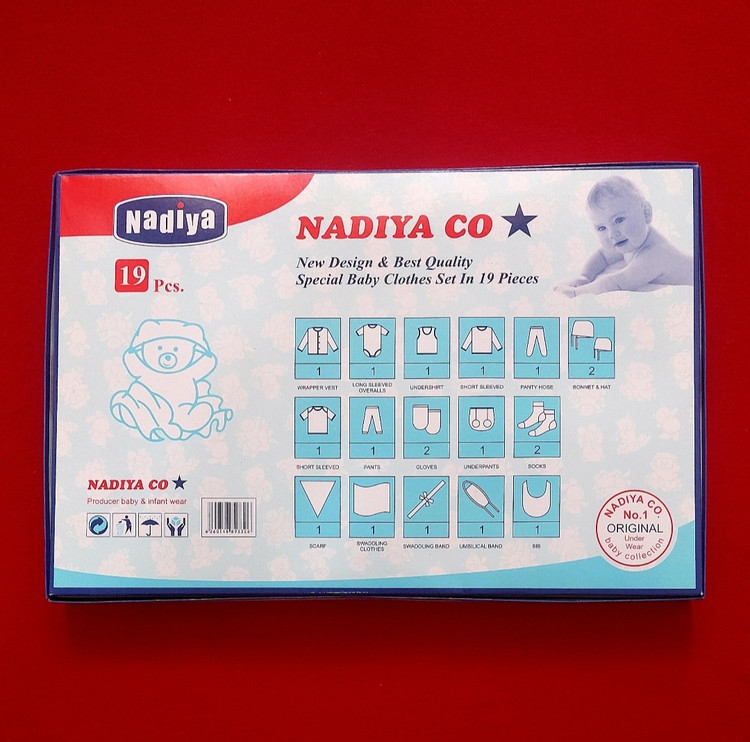 Nadiya
19 Pcs.
NADIYA CO
New Design & Best Quality
Special Baby Clothes Set In 19 Pieces
1
1
1
1
1
2
WRAPPER VEST
LONG SLEEVED
OVERALLS
UNDERSHIRT
SHORT SLEEVED
PANTY HOSE
BONNET & HAT
1
1
2
1
2
SHORT SLEEVED
PANTS
GLOVES
UNDERPANTS
SOCKS
1
1
1
1
1
SCARF
SWADDLING
CLOTHES
SWADDLING BAND
UMBILICAL BAND
BIB
NADIYA CO
Producer baby & infant wear
NADIYA CO.
No.1
ORIGINAL
Under
Wear
baby collection